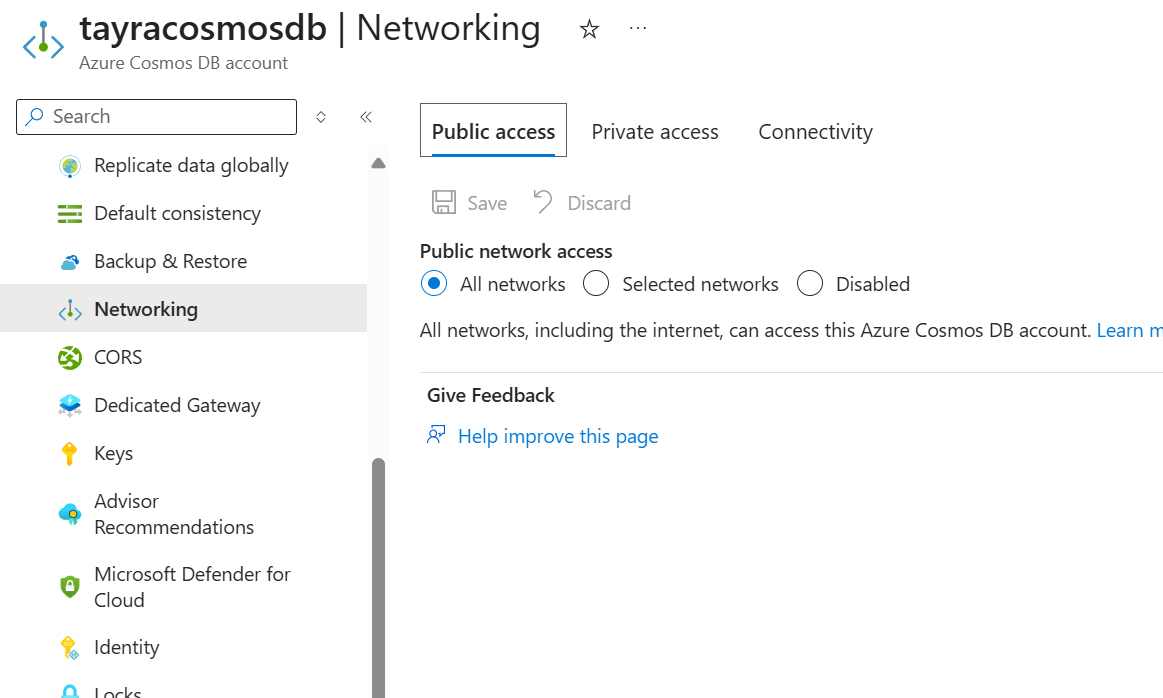 tayracosmosdb | Networking
Azure Cosmos DB account
Search
Replicate data globally
Default consistency
Backup & Restore
Networking
CORS
Dedicated Gateway
Keys
Advisor
Recommendations
Microsoft Defender for
Cloud
Identity
Locks
Public access Private access Connectivity
Save Discard
Public network access
All networks Selected networks Disabled
All networks, including the internet, can access this Azure Cosmos DB account. Learn m
Give Feedback
Help improve this page